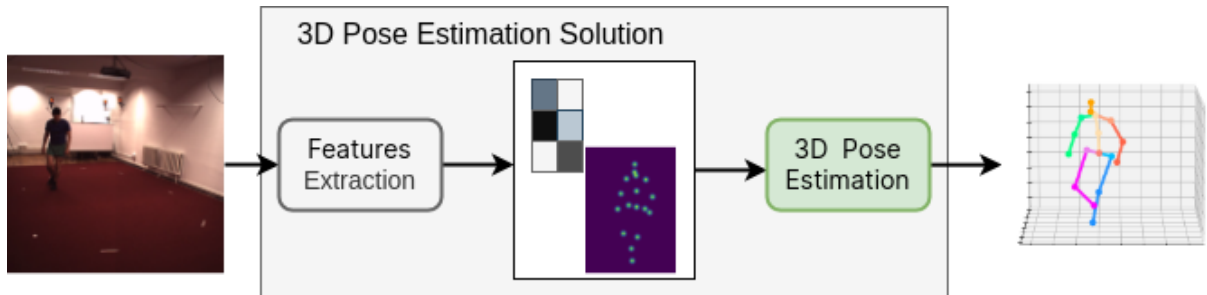 3D Pose Estimation Solution
Features
Extraction
3D Pose
Estimation